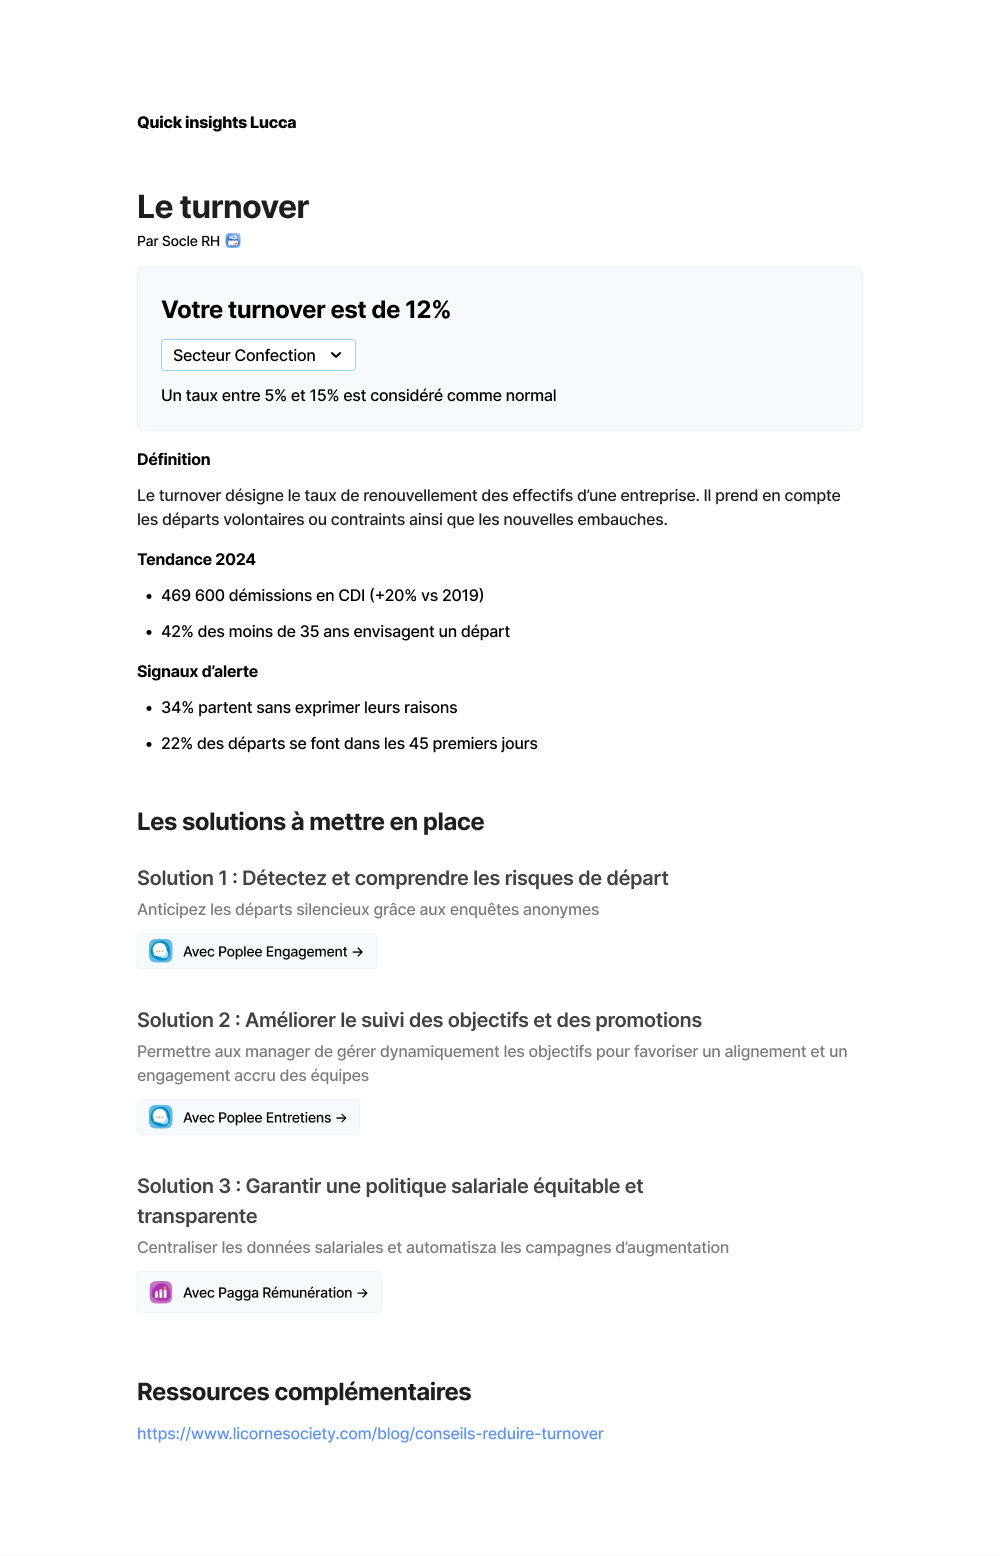 Quick insights Lucca
Le turnover
Par Socle RH
Votre turnover est de 12%
Secteur Confection
Un taux entre 5% et 15% est considéré comme normal
Définition
Le turnover désigne le taux de renouvellement des effectifs d’une entreprise. Il prend en compte
les départs volontaires ou contraints ainsi que les nouvelles embauches.
Tendance 2024
• 469 600 démissions en CDI (+20% vs 2019)
• 42% des moins de 35 ans envisagent un départ
Signaux d’alerte
• 34% partent sans exprimer leurs raisons
• 22% des départs se font dans les 45 premiers jours
Les solutions à mettre en place
Solution 1 : Détectez et comprendre les risques de départ
Anticipez les départs silencieux grâce aux enquêtes anonymes
Avec Poplee Engagement →
Solution 2 : Améliorer le suivi des objectifs et des promotions
Permettre aux manager de gérer dynamiquement les objectifs pour favoriser un alignement et un
engagement accru des équipes
Avec Poplee Entretiens →
Solution 3 : Garantir une politique salariale équitable et
transparente
Centraliser les données salariales et automatisza les campagnes d’augmentation
Avec Pagga Rémunération →
Ressources complémentaires
https://www.licornesociety.com/blog/conseils-reduire-turnover